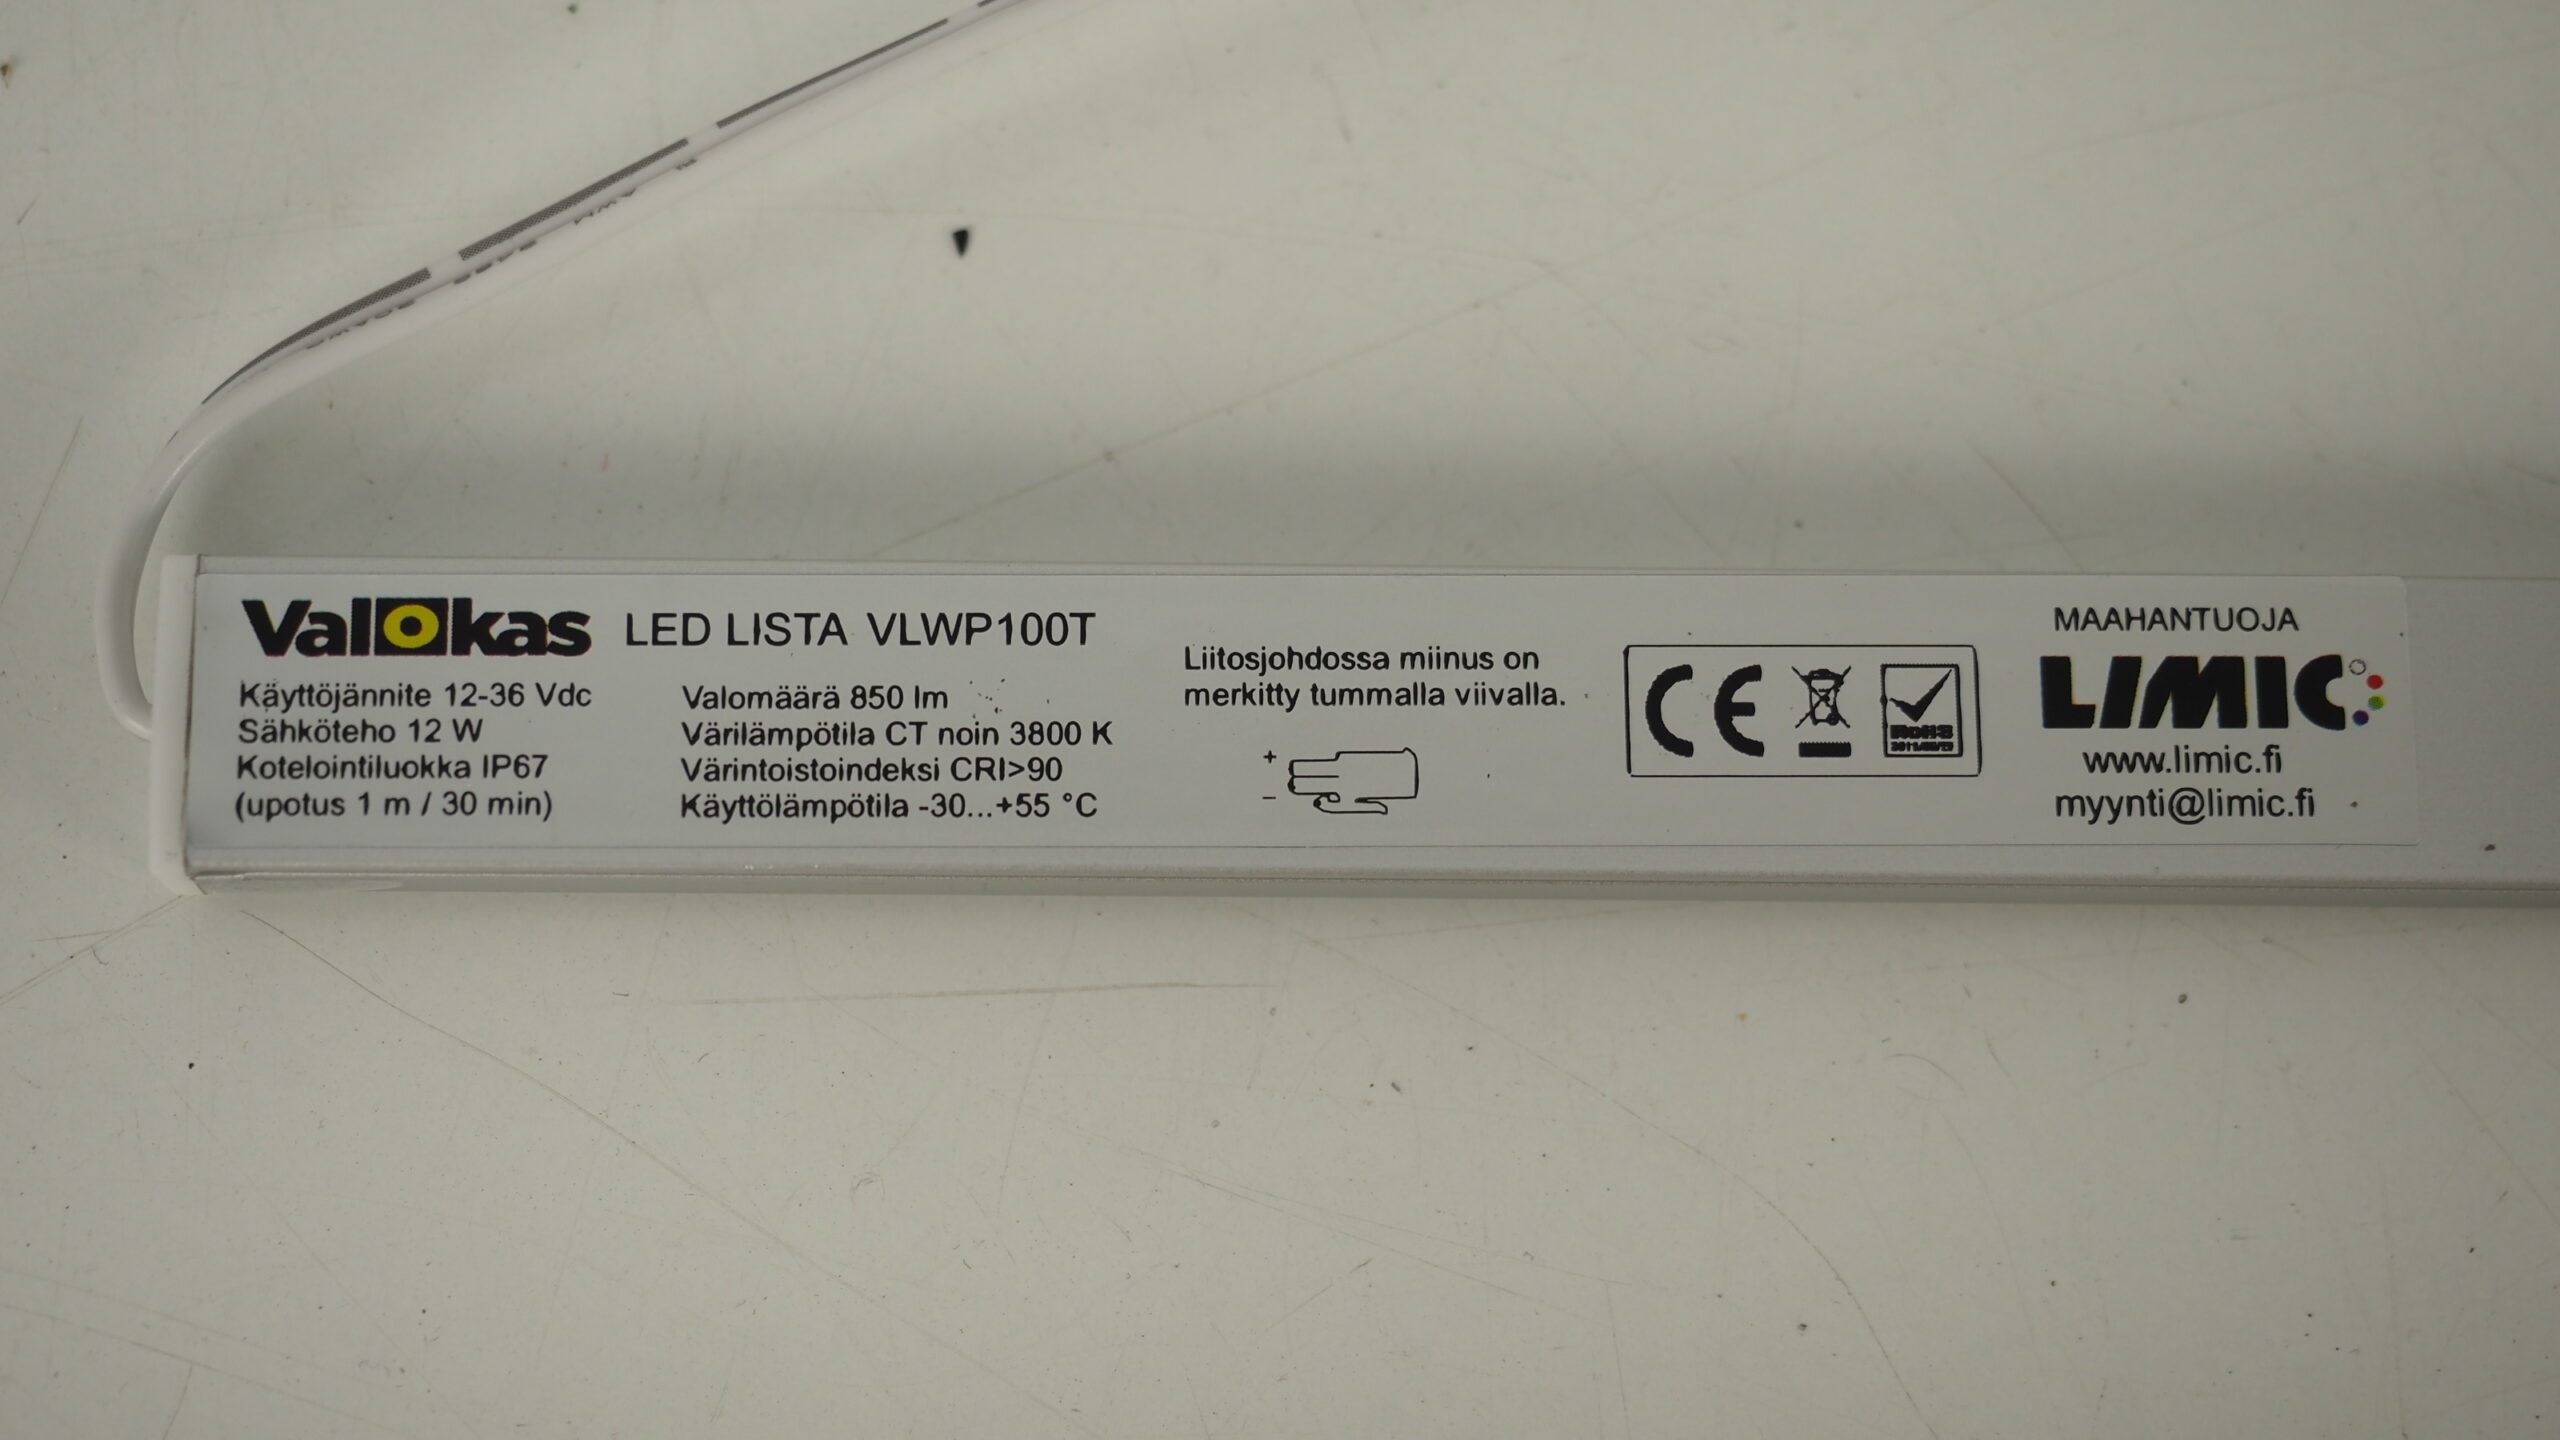 Valokas LED LISTA VLWP100T
Käyttöjännite 12-36 Vdc
Sähköteho 12 W
Kotelointiluokka IP67
(upotus 1 m / 30 min)
Valomäärä 850 lm
Värilämpötila CT noin 3800 K
Värintoistoindeksi CRI>90
Käyttölämpötila -30...+55 °C
Liitosjohdossa miinus on
merkitty tummalla viivalla.
+
−
CE
RoHS
MAAHANTUOJA
LIMIC
www.limic.fi
myynti@limic.fi